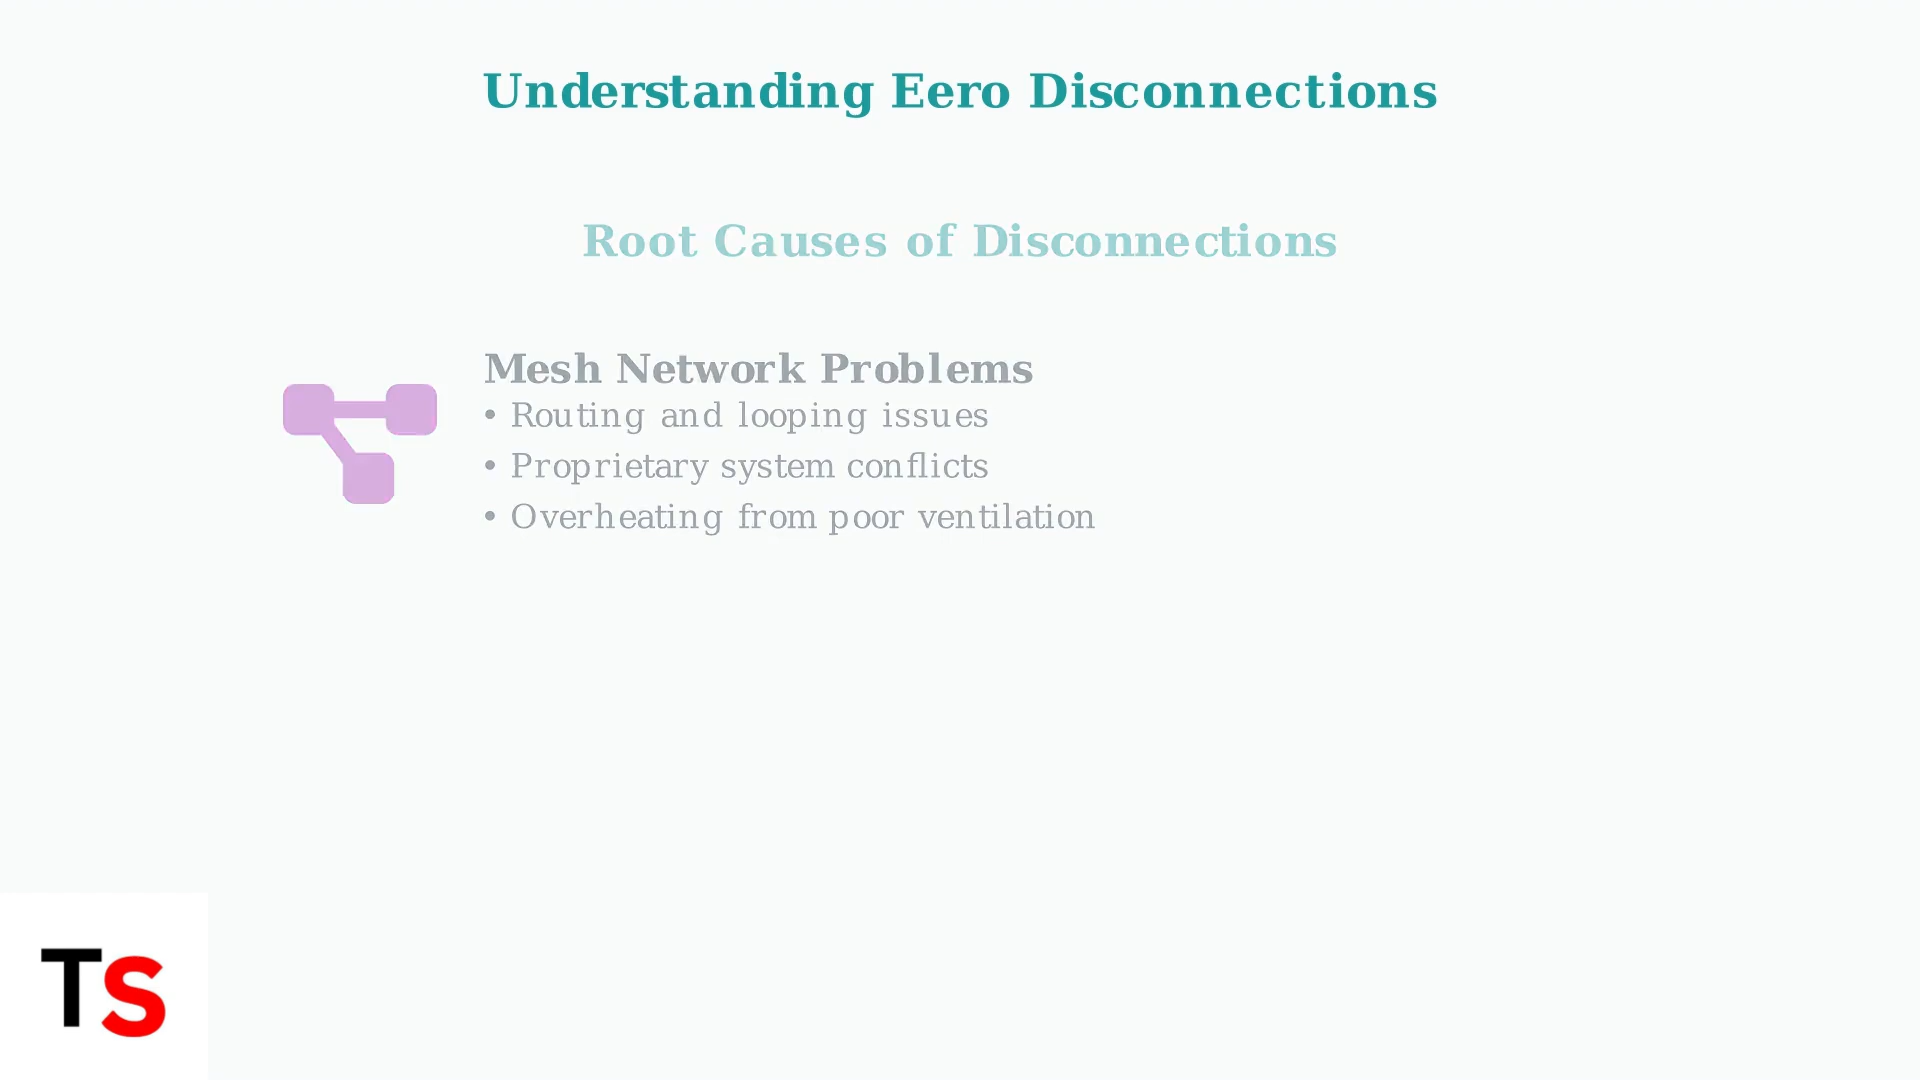 Understanding Eero Disconnections
Root Causes of Disconnections
Mesh Network Problems
• Routing and looping issues
• Proprietary system conflicts
• Overheating from poor ventilation
TS